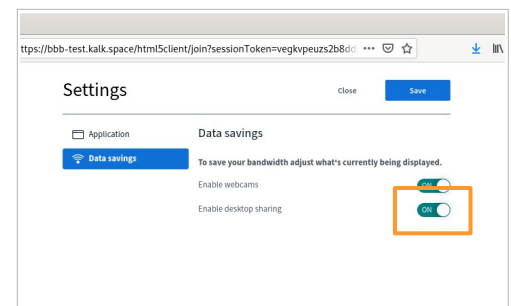 ttps://bbb-test.kalk.space/html5client/join?sessionToken=vegkvpeuzs2b8dd
Settings
Close
Save
Application
Data savings
Data savings
To save your bandwidth adjust what's currently being displayed.
Enable webcams
ON
Enable desktop sharing
ON